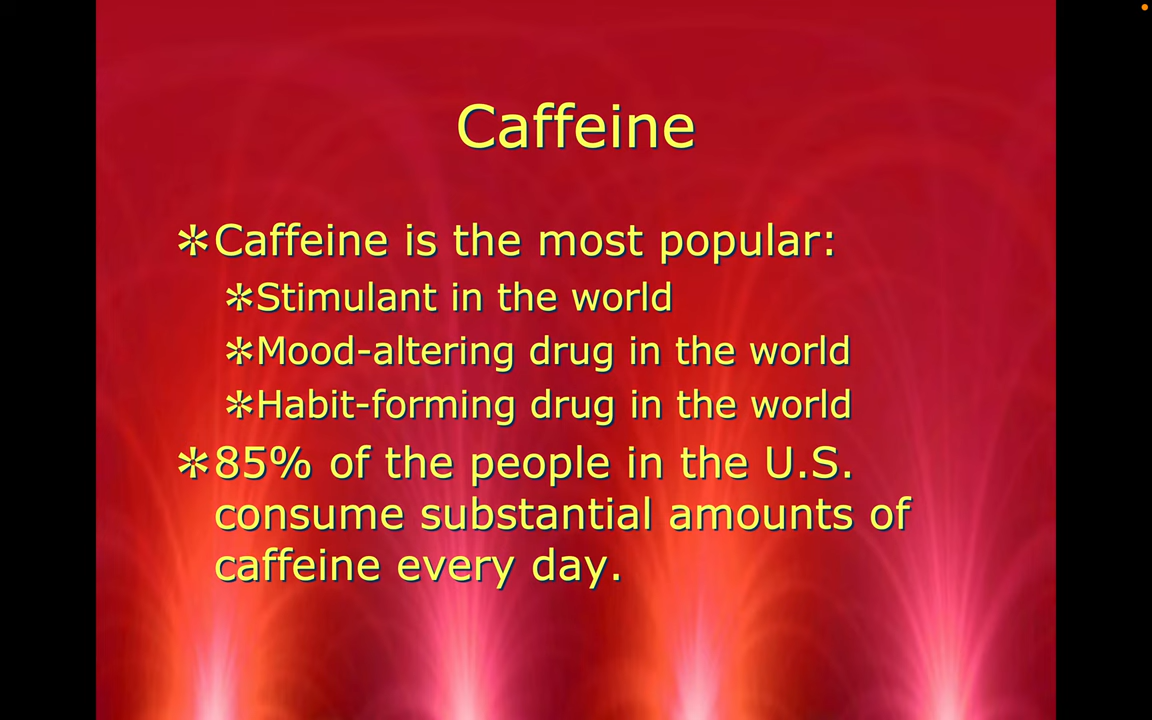 Caffeine
✲Caffeine is the most popular:
✲Stimulant in the world
✲Mood-altering drug in the world
✲Habit-forming drug in the world
✲85% of the people in the U.S.
consume substantial amounts of
caffeine every day.